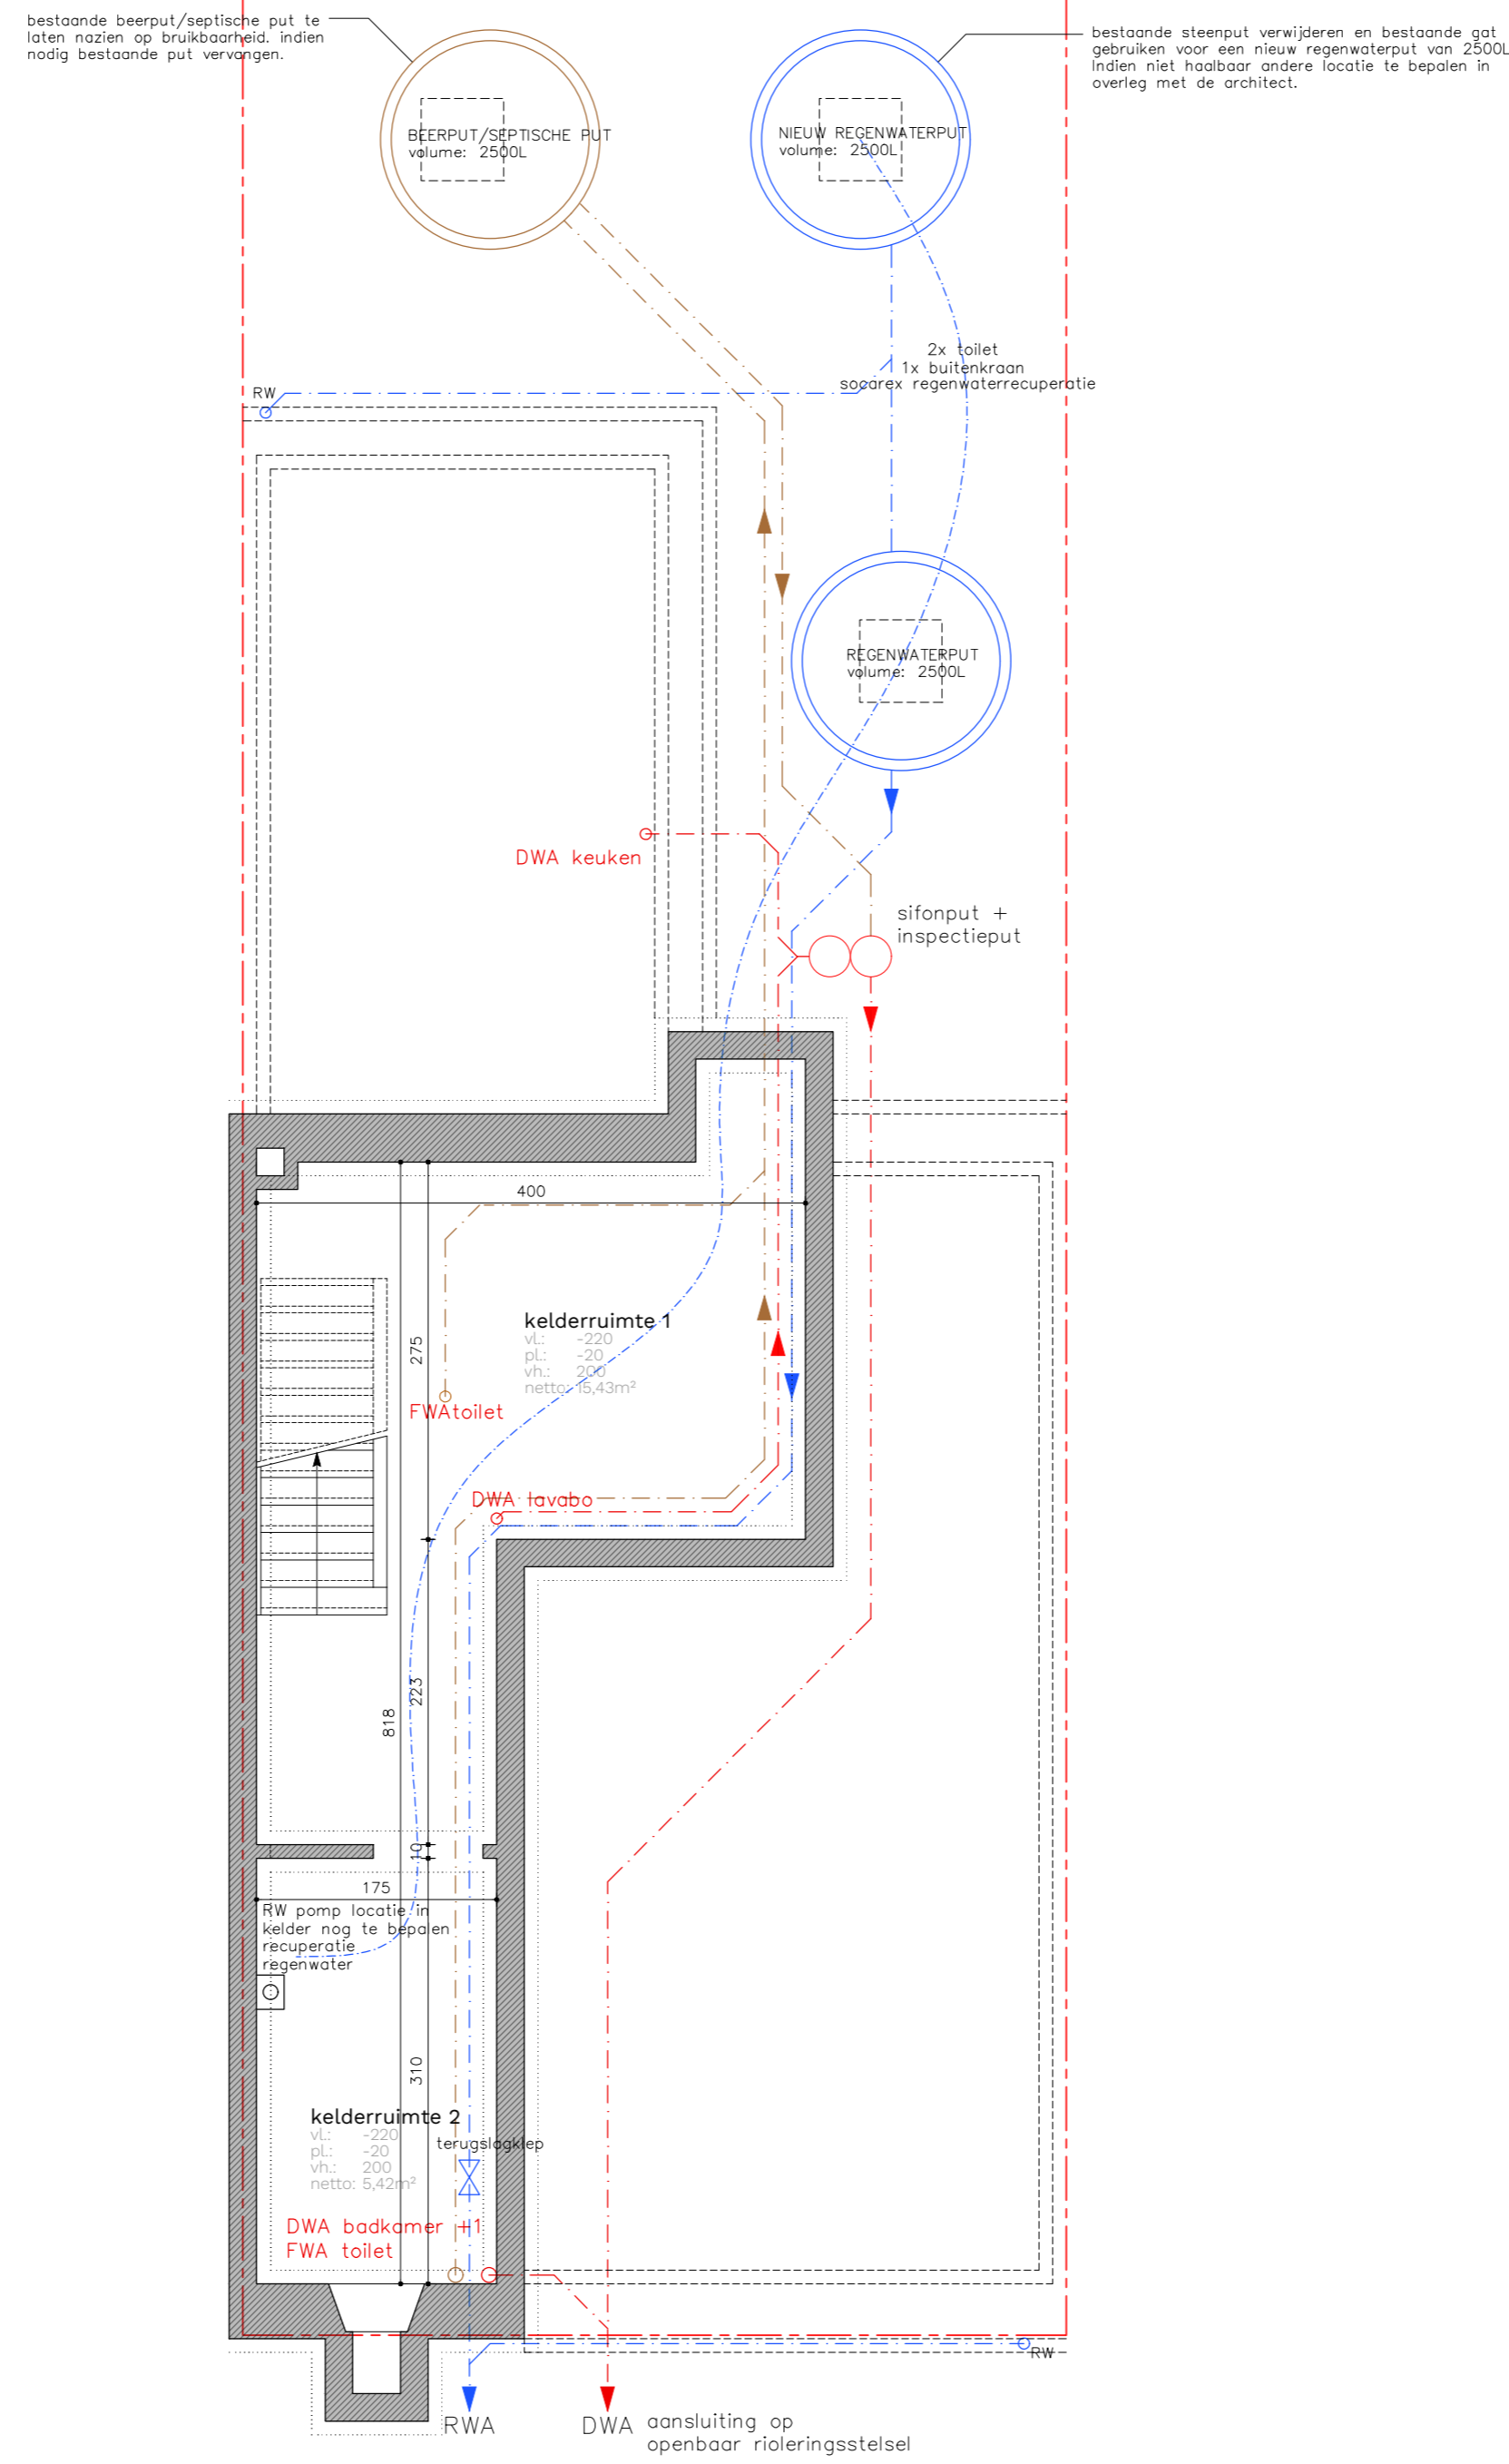 bestaande beerput/septische put te
laten nazien op bruikbaarheid. indien
nodig bestaande put vervangen.
bestaande steenput verwijderen en bestaande gat
gebruiken voor een nieuw regenwaterput van 2500L
Indien niet haalbaar andere locatie te bepalen in
overleg met de architect.
BEERPUT/SEPTISCHE PUT
volume: 2500L
NIEUW REGENWATERPUT
volume: 2500L
2x toilet
1x buitenkraan
socarex regenwaterrecuperatie
RW
REGENWATERPUT
volume: 2500L
DWA keuken
sifonput +
inspectieput
400
kelderruimte 1
vl.: -220
pl.: -20
vh.: 200
netto: 15,43m²
275
FWAtoilet
DWA lavabo
223
818
10
175
RW pomp locatie in
kelder nog te bepalen
recuperatie
regenwater
310
kelderruimte 2
vl.: -220
pl.: -20
vh.: 200
netto: 5,42m²
terugslagklep
DWA badkamer +1
FWA toilet
RW
RWA
DWA
aansluiting op
openbaar rioleringsstelsel